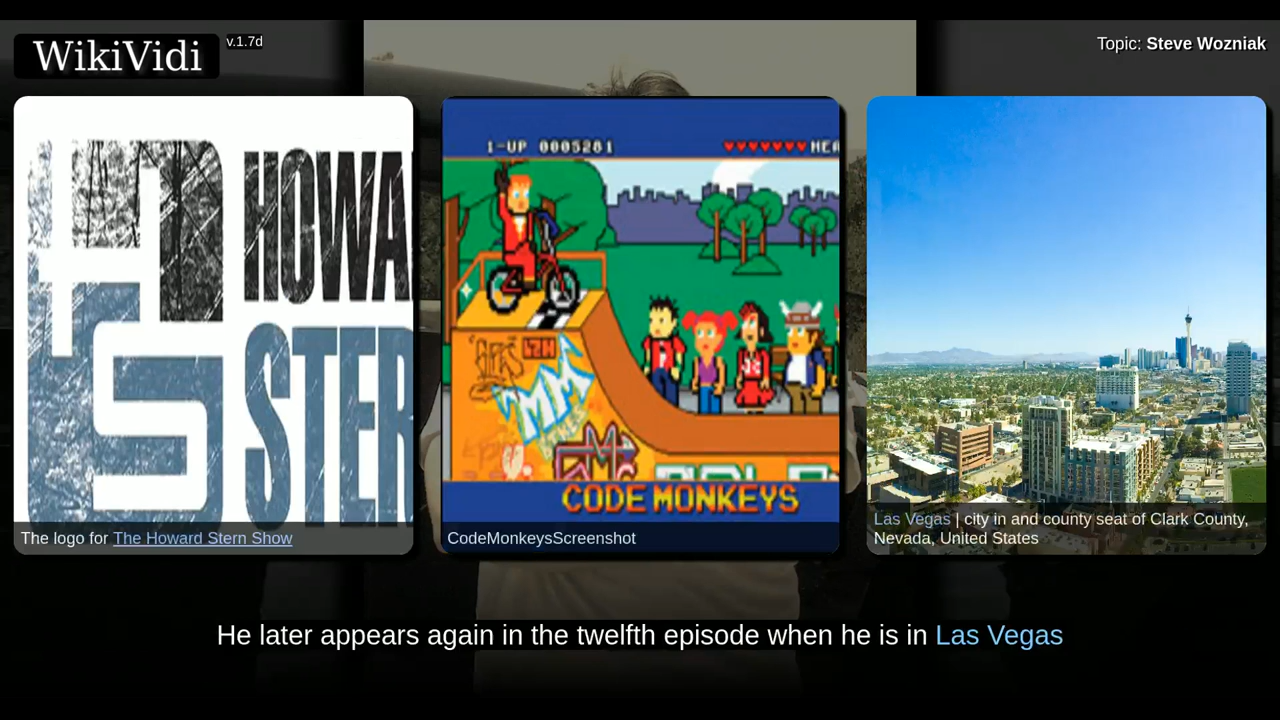 WikiVidi
v.1.7d
Topic: Steve Wozniak
HOWA
STER
The logo for The Howard Stern Show
1-UP 0005281
HEA
CODE MONKEYS
CodeMonkeysScreenshot
Las Vegas | city in and county seat of Clark County,
Nevada, United States
He later appears again in the twelfth episode when he is in Las Vegas